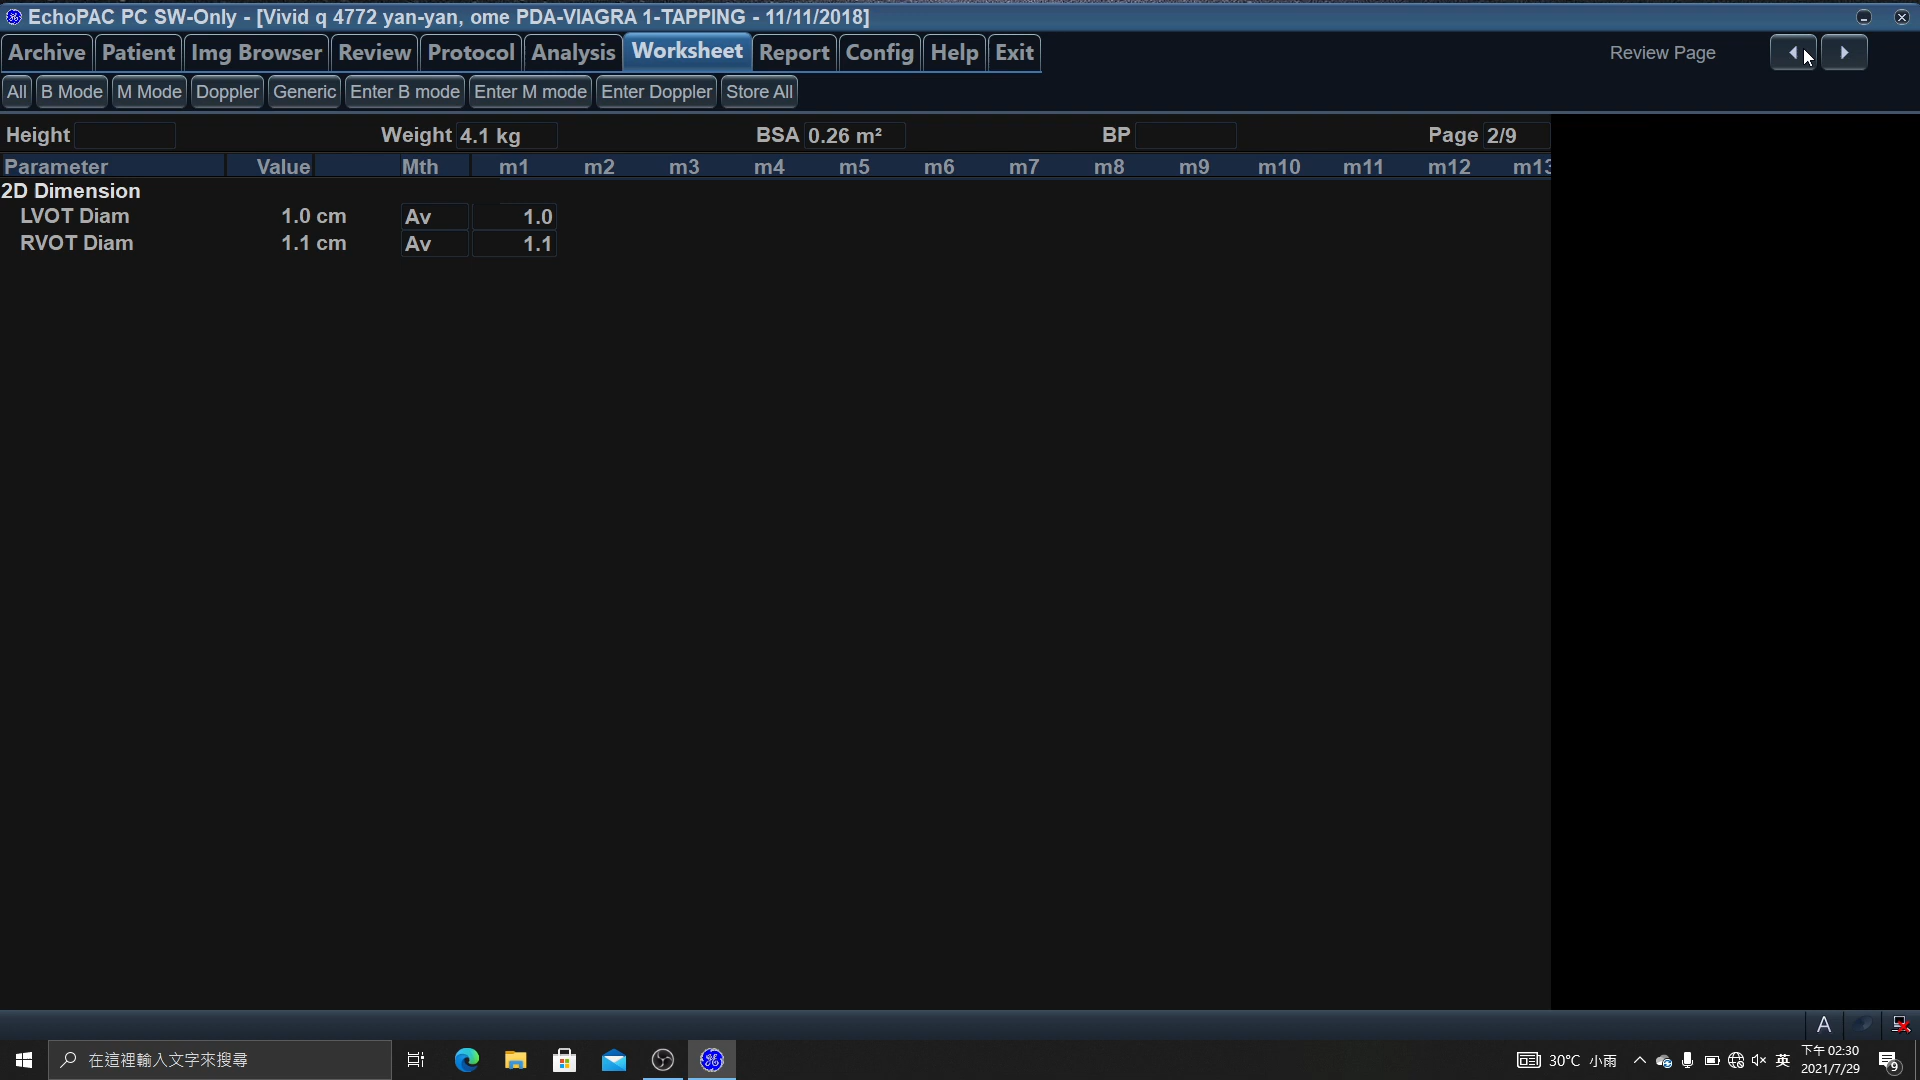 EchoPAC PC SW-Only - [Vivid q 4772 yan-yan, ome PDA-VIAGRA 1-TAPPING - 11/11/2018]
Archive Patient Img Browser Review Protocol Analysis Worksheet Report Config Help Exit Review Page
All B Mode M Mode Doppler Generic Enter B mode Enter M mode Enter Doppler Store All
Height Weight 4.1 kg BSA 0.26 m² BP Page 2/9
Parameter Value Mth m1 m2 m3 m4 m5 m6 m7 m8 m9 m10 m11 m12 m13
2D Dimension
LVOT Diam 1.0 cm Av 1.0
RVOT Diam 1.1 cm Av 1.1
A
在這裡輸入文字來搜尋 30°C 小雨 英 下午 02:30
2021/7/29 9